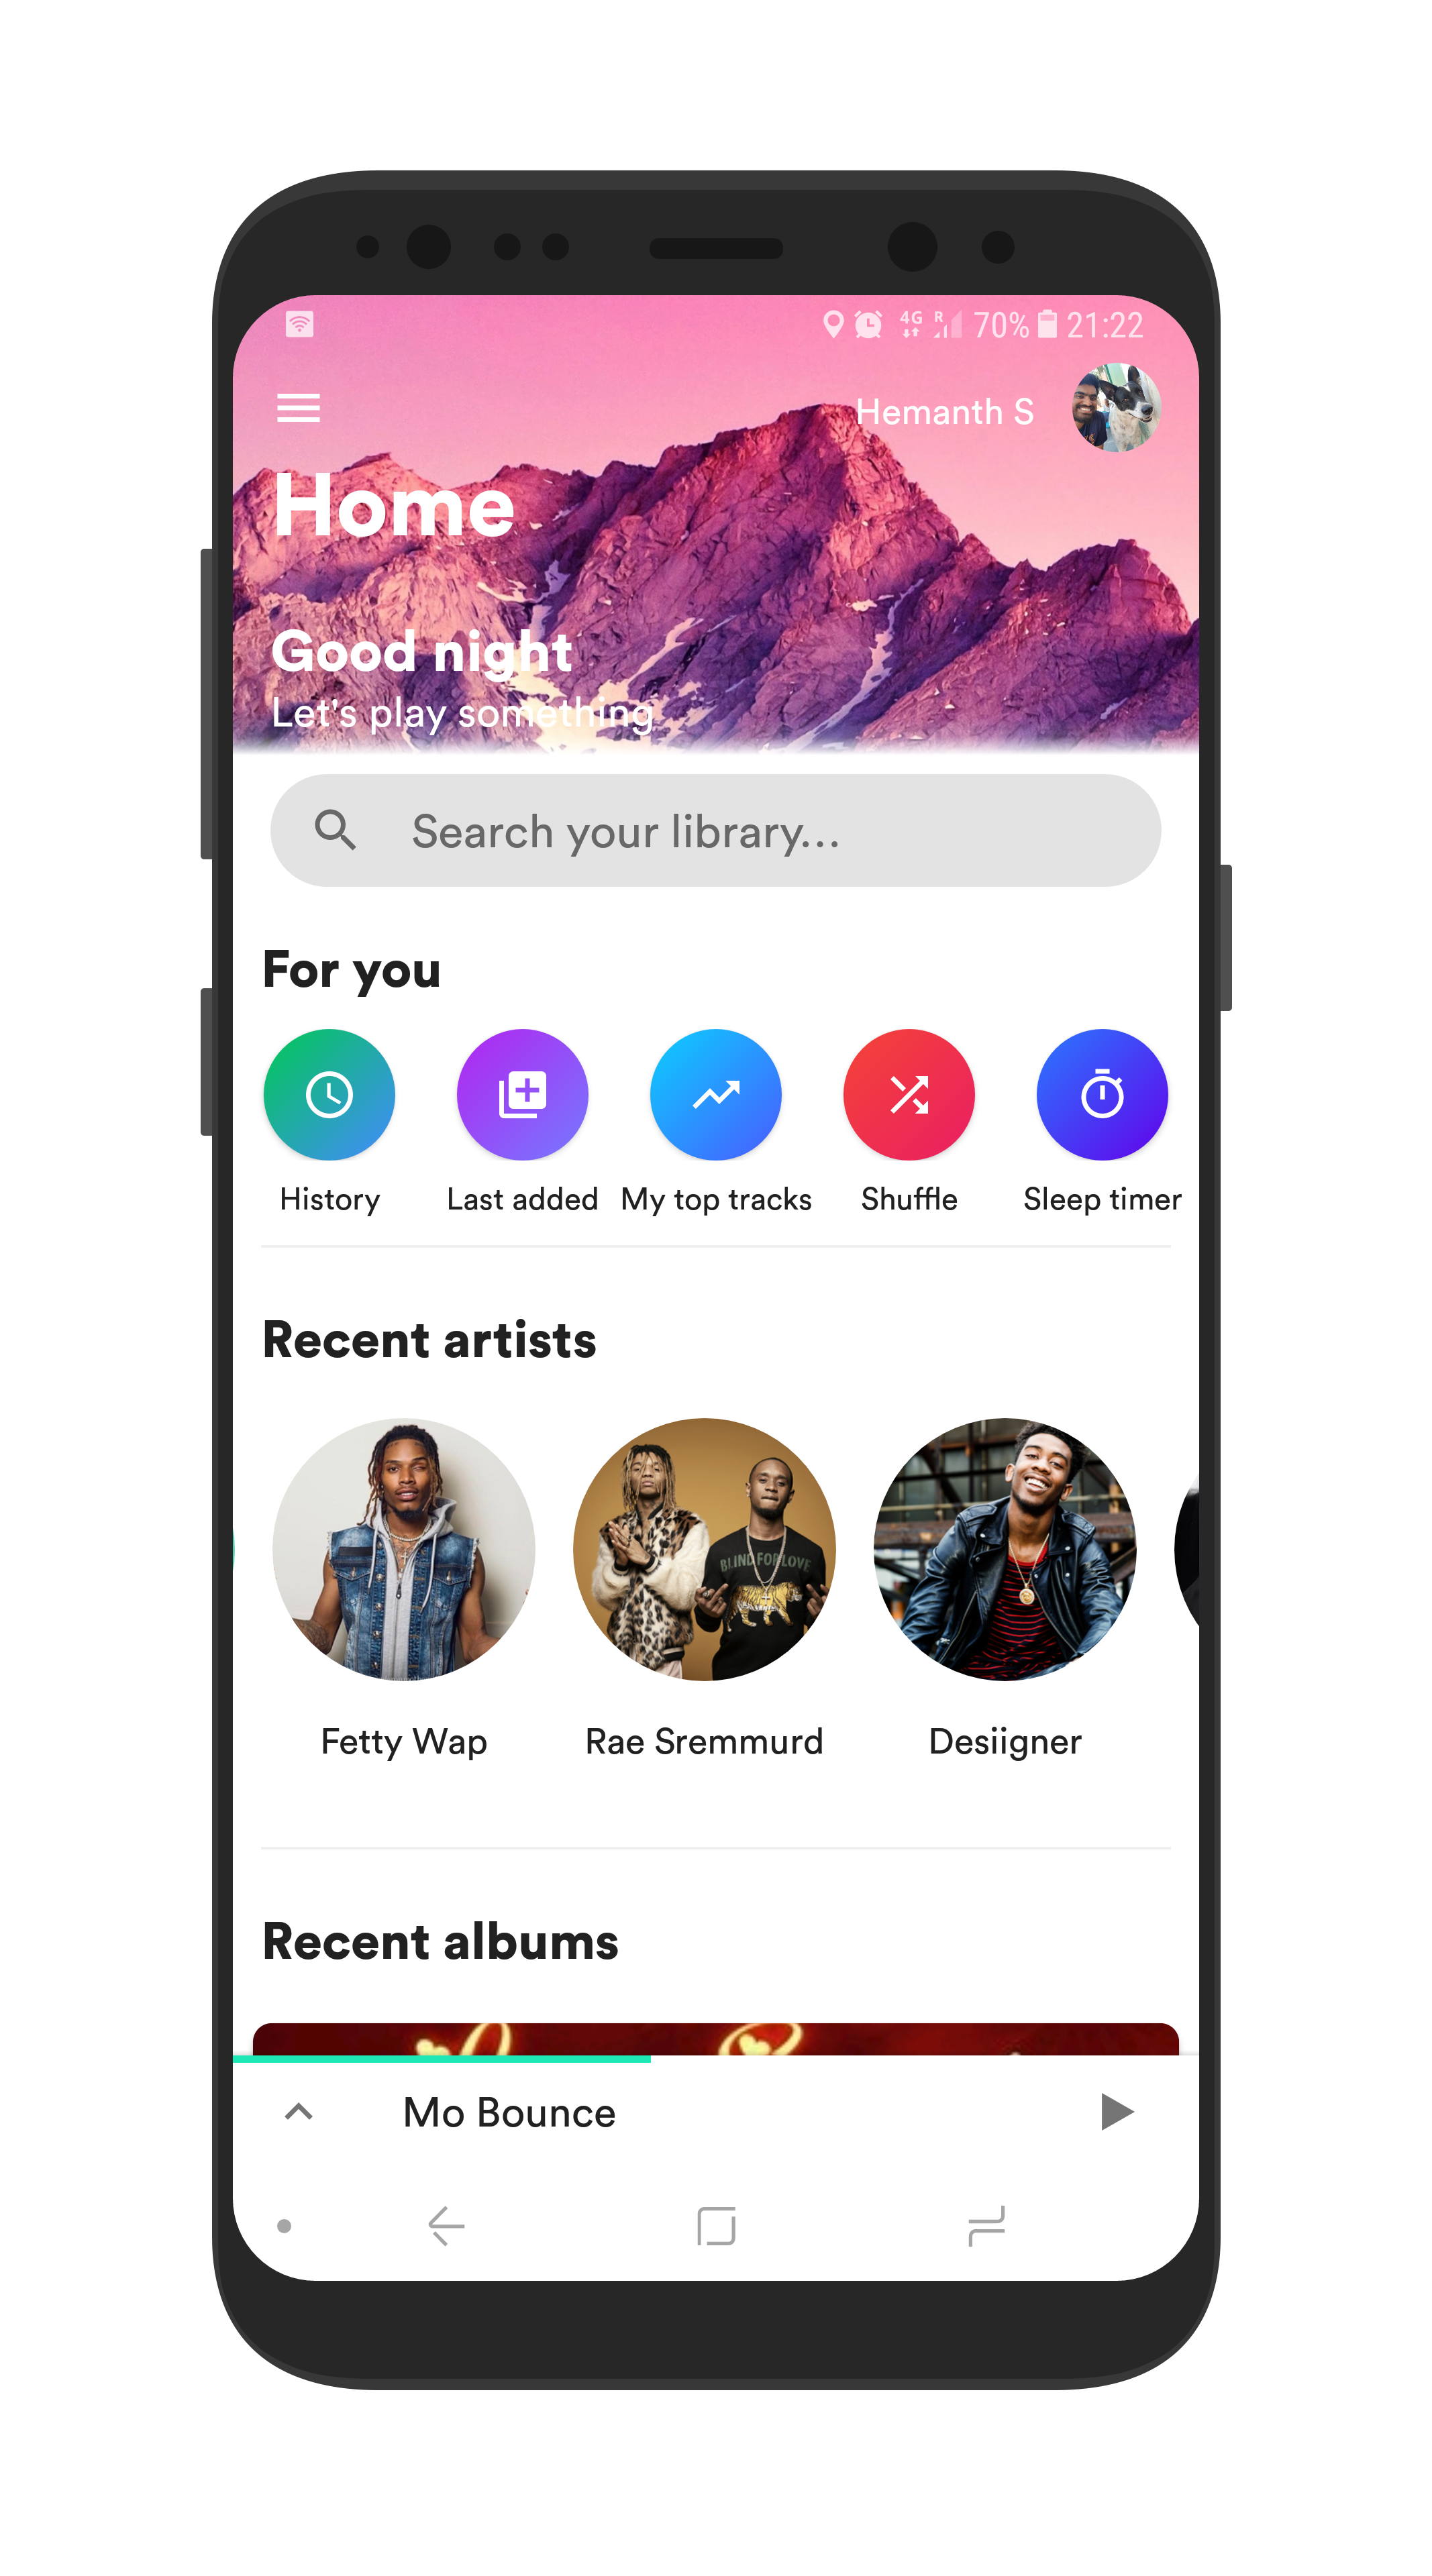 4G R 70% 21:22
Hemanth S
Home
Good night
Let's play something
Search your library...
For you
History Last added My top tracks Shuffle Sleep timer
Recent artists
BLIND FOR LOVE
Fetty Wap Rae Sremmurd Desiigner
Recent albums
Mo Bounce